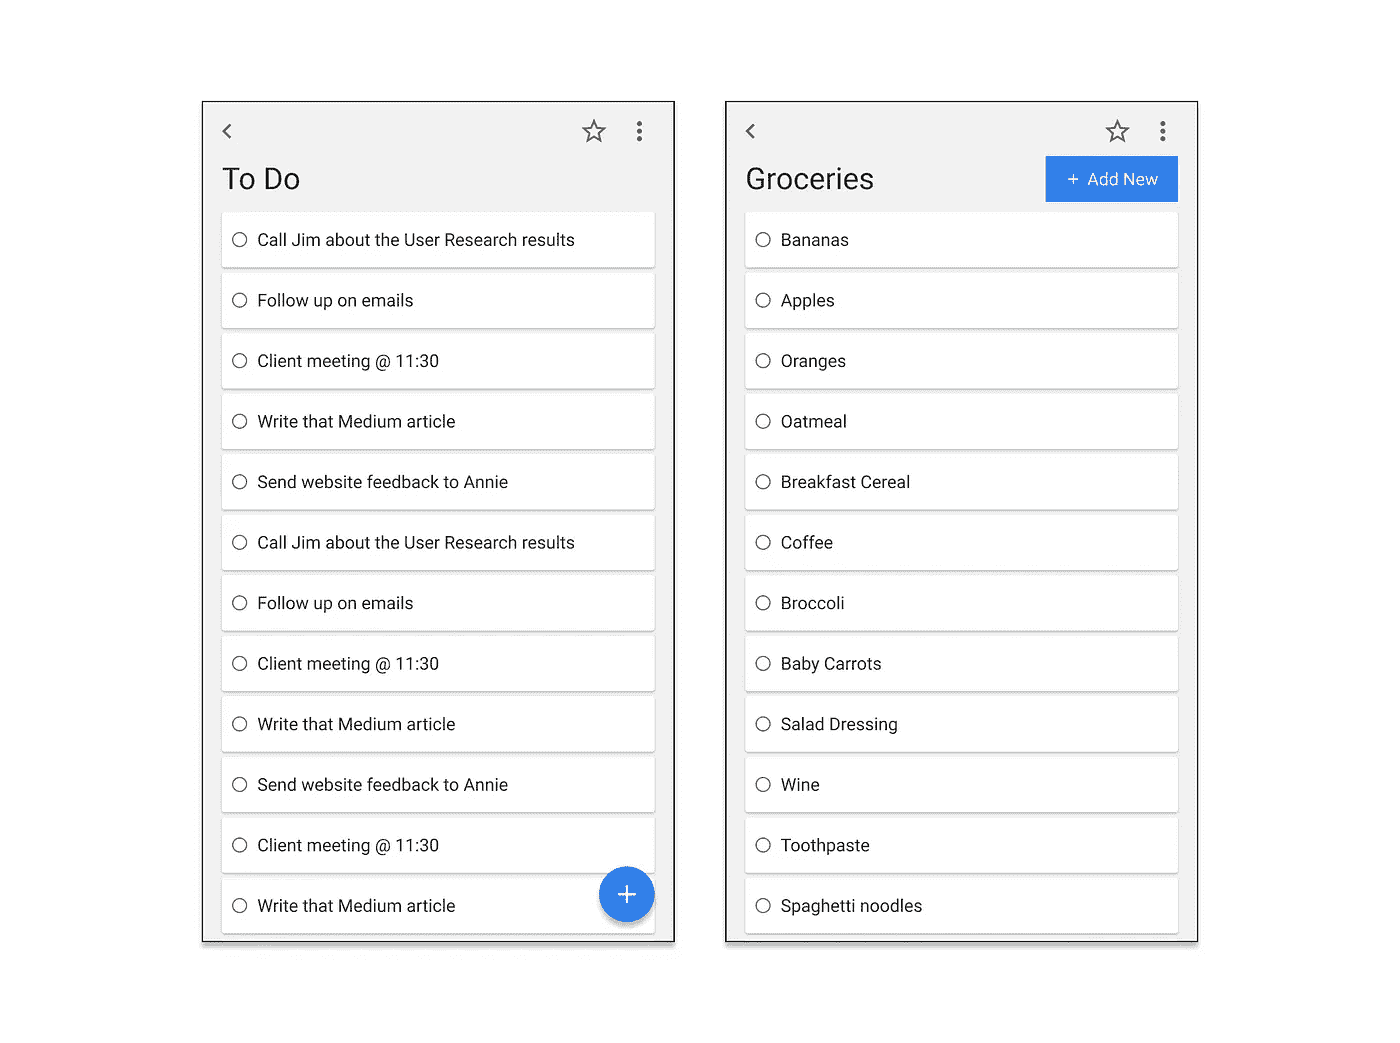 To Do
Call Jim about the User Research results
Follow up on emails
Client meeting @ 11:30
Write that Medium article
Send website feedback to Annie
Call Jim about the User Research results
Follow up on emails
Client meeting @ 11:30
Write that Medium article
Send website feedback to Annie
Client meeting @ 11:30
Write that Medium article
+
Groceries
+ Add New
Bananas
Apples
Oranges
Oatmeal
Breakfast Cereal
Coffee
Broccoli
Baby Carrots
Salad Dressing
Wine
Toothpaste
Spaghetti noodles